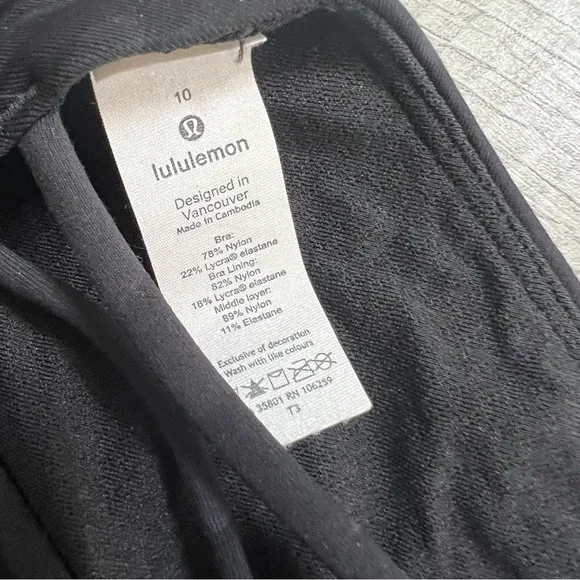 10
lululemon
Designed in
Vancouver
Made in Cambodia
Bra:
78% Nylon
22% Lycra® elastane
Bra Lining:
82% Nylon
18% Lycra® elastane
Middle layer:
89% Nylon
11% Elastane
Exclusive of decoration
Wash with like colours
35801 RN 106259
T3